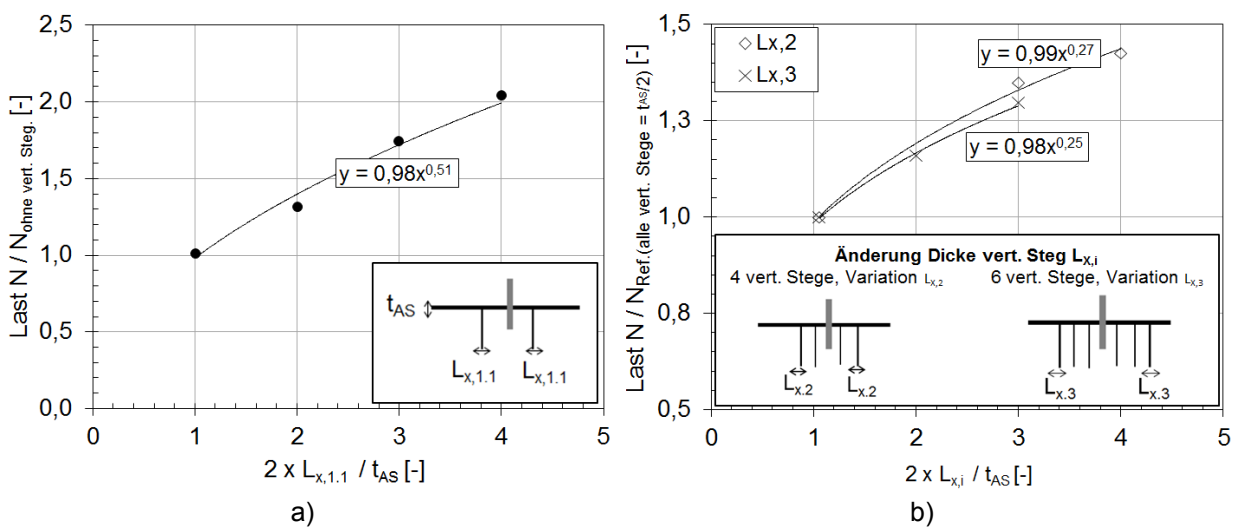 2,5
2,0
1,5
1,0
0,5
0,0
Last N / N_ohne vert. Steg. [-]
y = 0,98x^0,51
t_AS
L_x,1.1 L_x,1.1
0 1 2 3 4 5
2 x L_x,1.1 / t_AS [-]
a)
1,5
1,3
1,0
0,8
0,5
Last N / N_Ref.(alle vert. Stege = t_AS/2) [-]
Lx,2
Lx,3
y = 0,99x^0,27
y = 0,98x^0,25
Änderung Dicke vert. Steg L_x,i
4 vert. Stege, Variation L_x,2 6 vert. Stege, Variation L_x,3
L_x.2 L_x.2 L_x.3 L_x.3
0 1 2 3 4 5
2 x L_x,i / t_AS [-]
b)